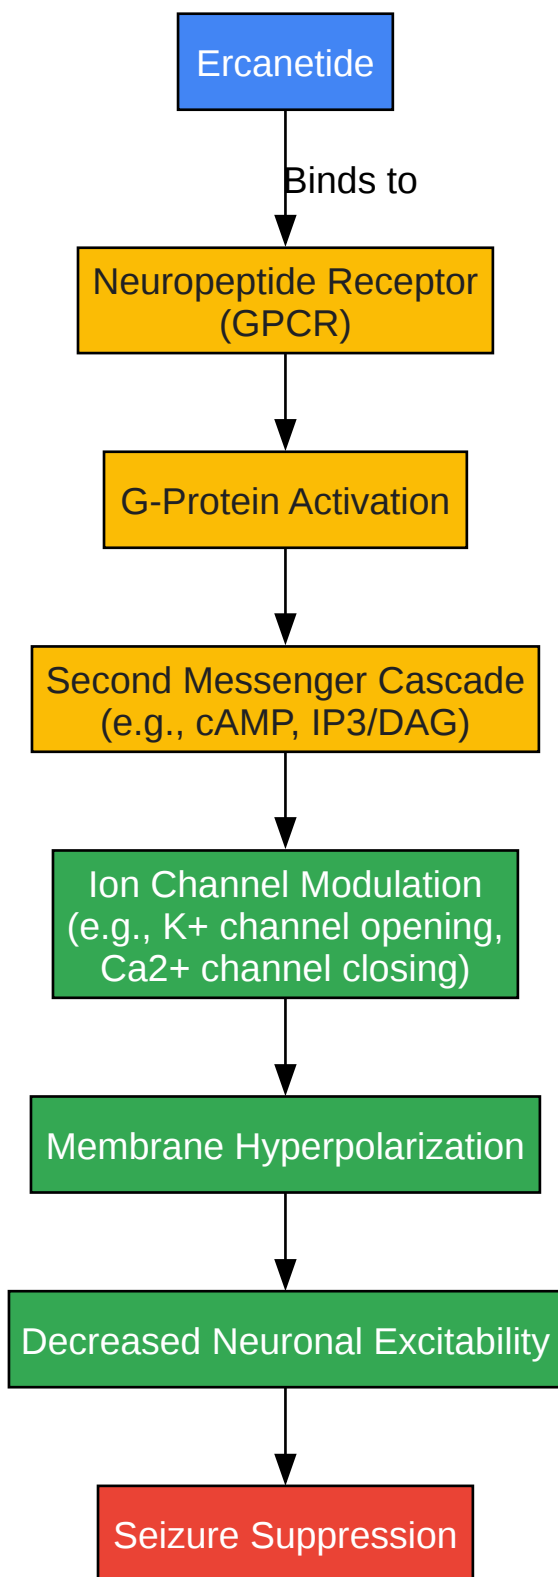 Ercanetide
Binds to
Neuropeptide Receptor
(GPCR)
G-Protein Activation
Second Messenger Cascade
(e.g., cAMP, IP3/DAG)
Ion Channel Modulation
(e.g., K+ channel opening,
Ca2+ channel closing)
Membrane Hyperpolarization
Decreased Neuronal Excitability
Seizure Suppression